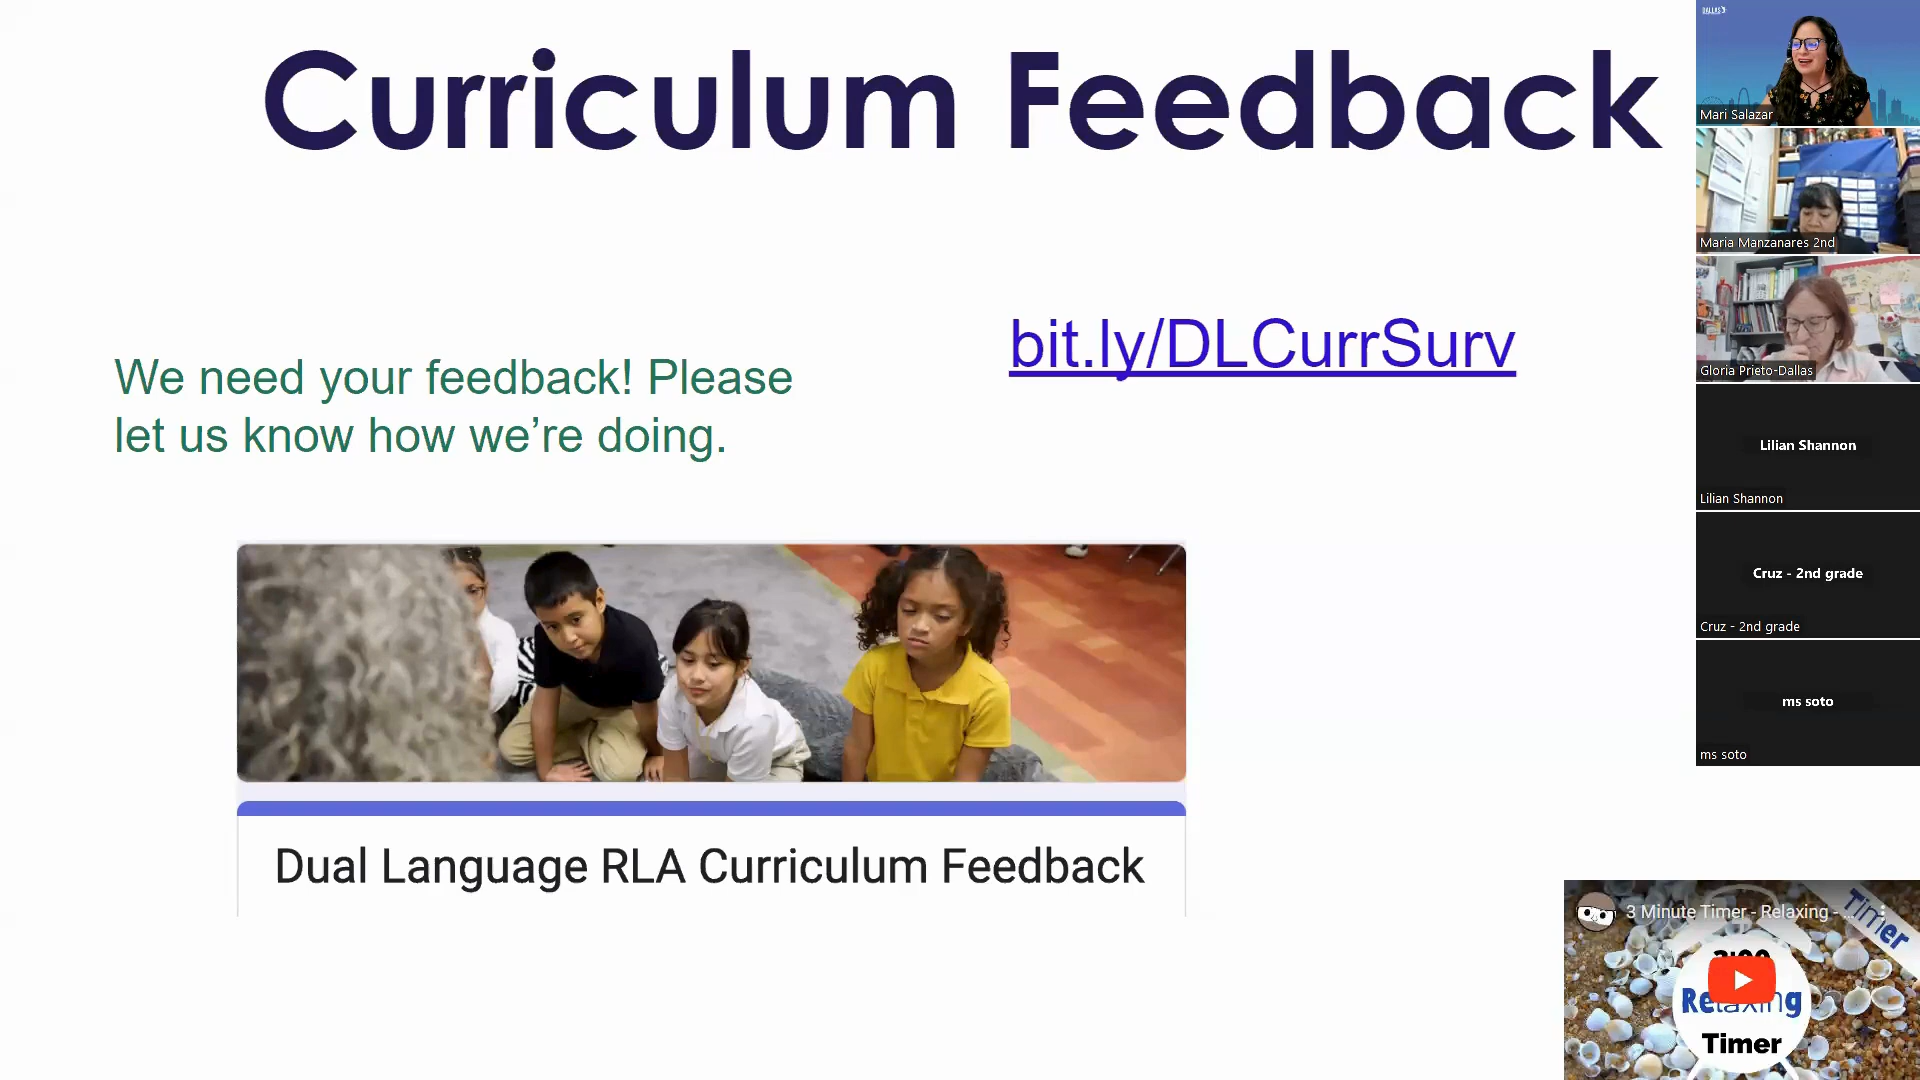 Curriculum Feedback
We need your feedback! Please
let us know how we’re doing.
bit.ly/DLCurrSurv
Dual Language RLA Curriculum Feedback
DALLAS
Mari Salazar
Maria Manzanares 2nd
Gloria Prieto-Dallas
Lilian Shannon
Lilian Shannon
Cruz - 2nd grade
Cruz - 2nd grade
ms soto
ms soto
3 Minute Timer - Relaxing - ...
Timer
Relaxing
Timer